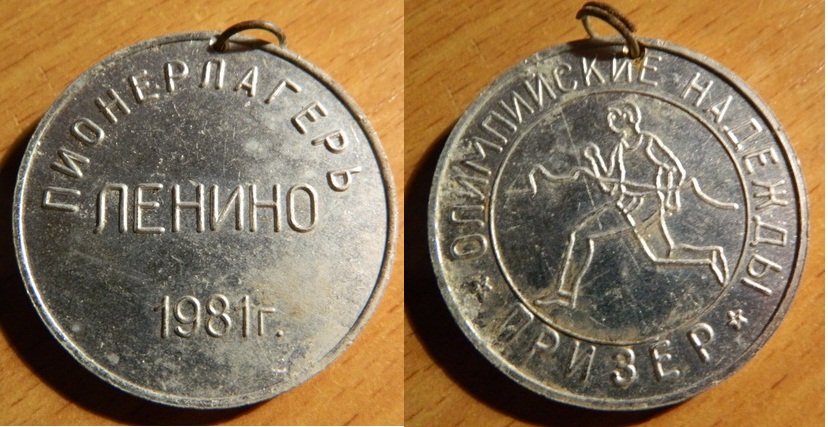 ПИОНЕРЛАГЕРЬ
ЛЕНИНО
1981г.
ОЛИМПИЙСКИЕ НАДЕЖДЫ
* ПРИЗЕР *